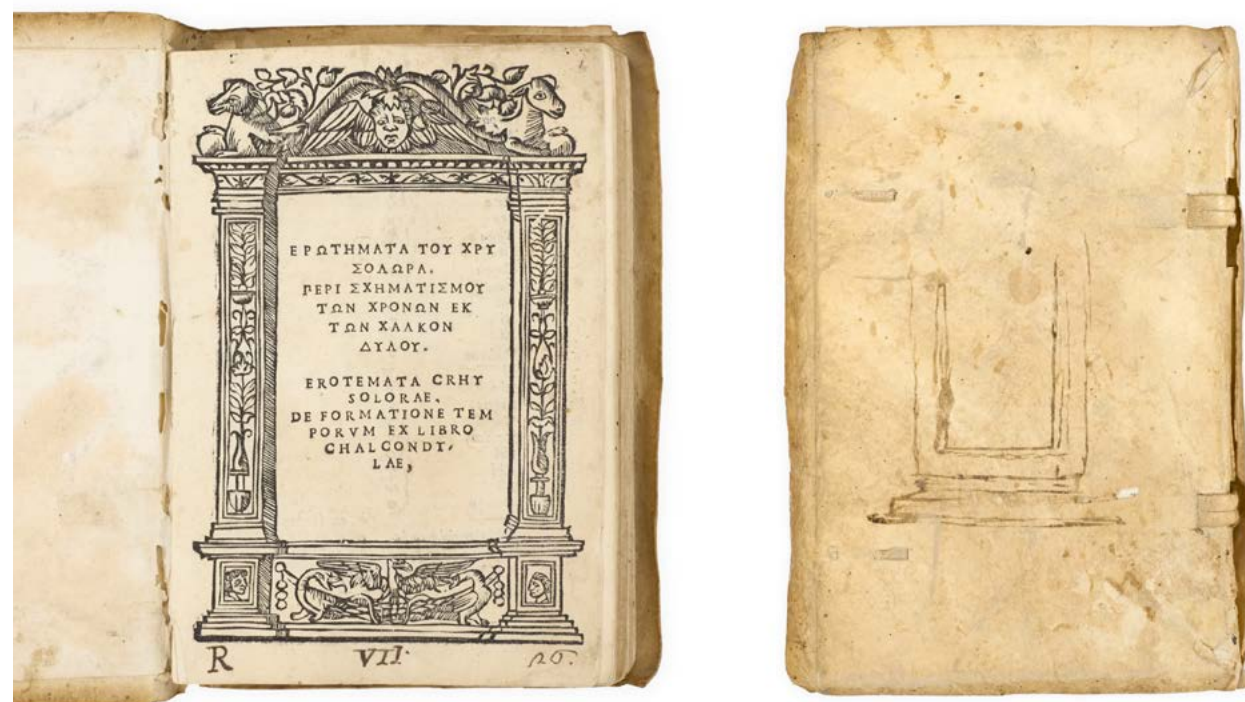 ΕΡΩΤΗΜΑΤΑ ΤΟΥ ΧΡΥ
ΣΟΛΩΡΑ.
ΠΕΡΙ ΣΧΗΜΑΤΙΣΜΟΥ
ΤΩΝ ΧΡΟΝΩΝ ΕΚ
ΤΩΝ ΧΑΛΚΟΝ
ΔΥΛΟΥ.
EROTEMATA CRHY
SOLORAE.
DE FORMATIONE TEM
PORVM EX LIBRO
CHALCONDY,
LAE,
R VII.